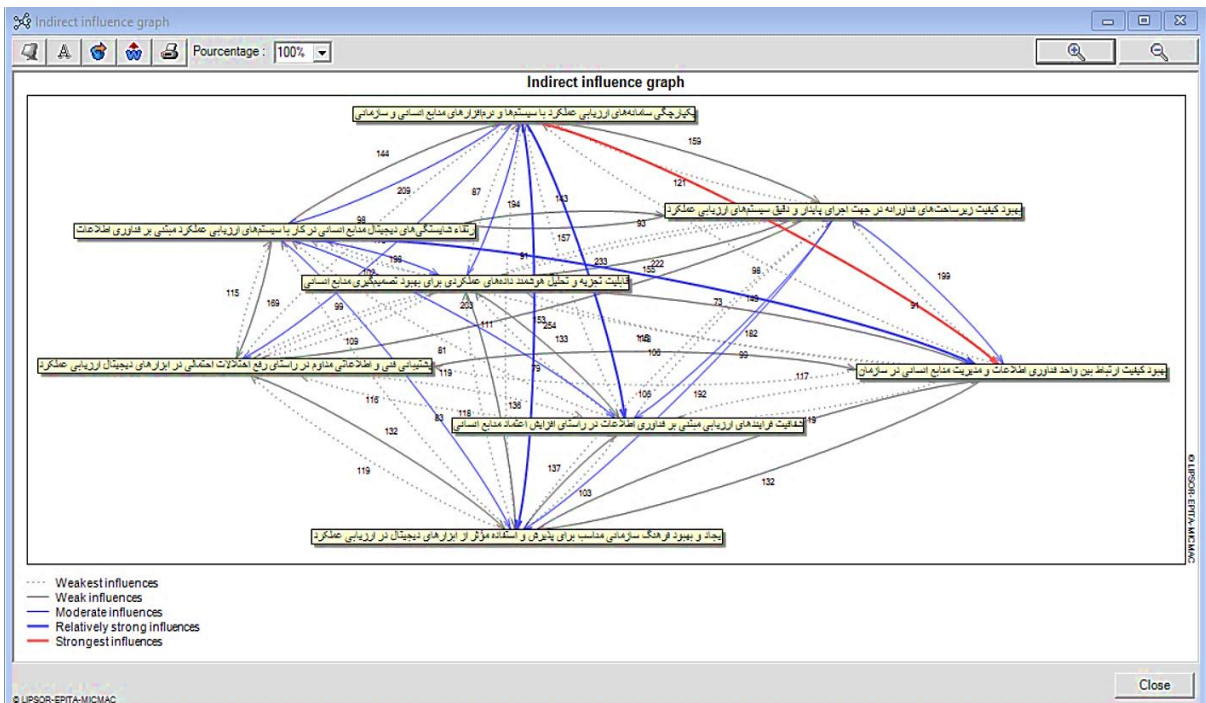 Indirect influence graph
Pourcentage : 100%
Indirect influence graph
یکپارچگی سامانه‌های ارزیابی عملکرد با سیستم‌ها و نرم‌افزارهای منابع انسانی و سازمانی
144
159
121
209
87
143
194
بهبود کیفیت زیرساخت‌های فناورانه در جهت اجرای پایدار و دقیق سیستم‌های ارزیابی عملکرد
98
93
ارتقاء شایستگی‌های دیجیتال منابع انسانی در کار با سیستم‌های ارزیابی عملکرد مبتنی بر فناوری اطلاعات
157
91
198
233
222
155
102
98
199
قابلیت تجزیه و تحلیل هوشمند داده‌های عملکردی برای بهبود تصمیم‌گیری منابع انسانی
115
169
99
203
73
149
91
153
254
111
133
182
109
81
106
99
پشتیبانی فنی و اطلاعاتی مداوم در راستای رفع اختلالات احتمالی در ابزارهای دیجیتال ارزیابی عملکرد
119
79
117
بهبود کیفیت ارتباط بین واحد فناوری اطلاعات و مدیریت منابع انسانی در سازمان
116
136
106
192
83
118
شفافیت فرایندهای ارزیابی مبتنی بر فناوری اطلاعات در راستای افزایش اعتماد منابع انسانی
132
119
137
103
132
ایجاد و بهبود فرهنگ سازمانی مناسب برای پذیرش و استفاده مؤثر از ابزارهای دیجیتال در ارزیابی عملکرد
© LIPSOR-EPITA-MICMAC
Weakest influences
Weak influences
Moderate influences
Relatively strong influences
Strongest influences
Close
© LIPSOR-EPITA-MICMAC